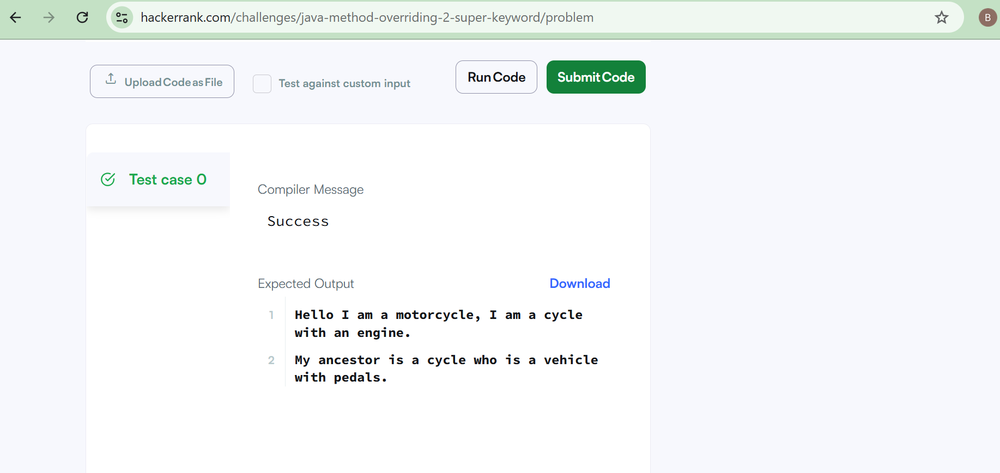 hackerrank.com/challenges/java-method-overriding-2-super-keyword/problem
B
Upload Code as File
Test against custom input
Run Code
Submit Code
Test case 0
Compiler Message
Success
Expected Output
Download
1 Hello I am a motorcycle, I am a cycle
with an engine.
2 My ancestor is a cycle who is a vehicle
with pedals.